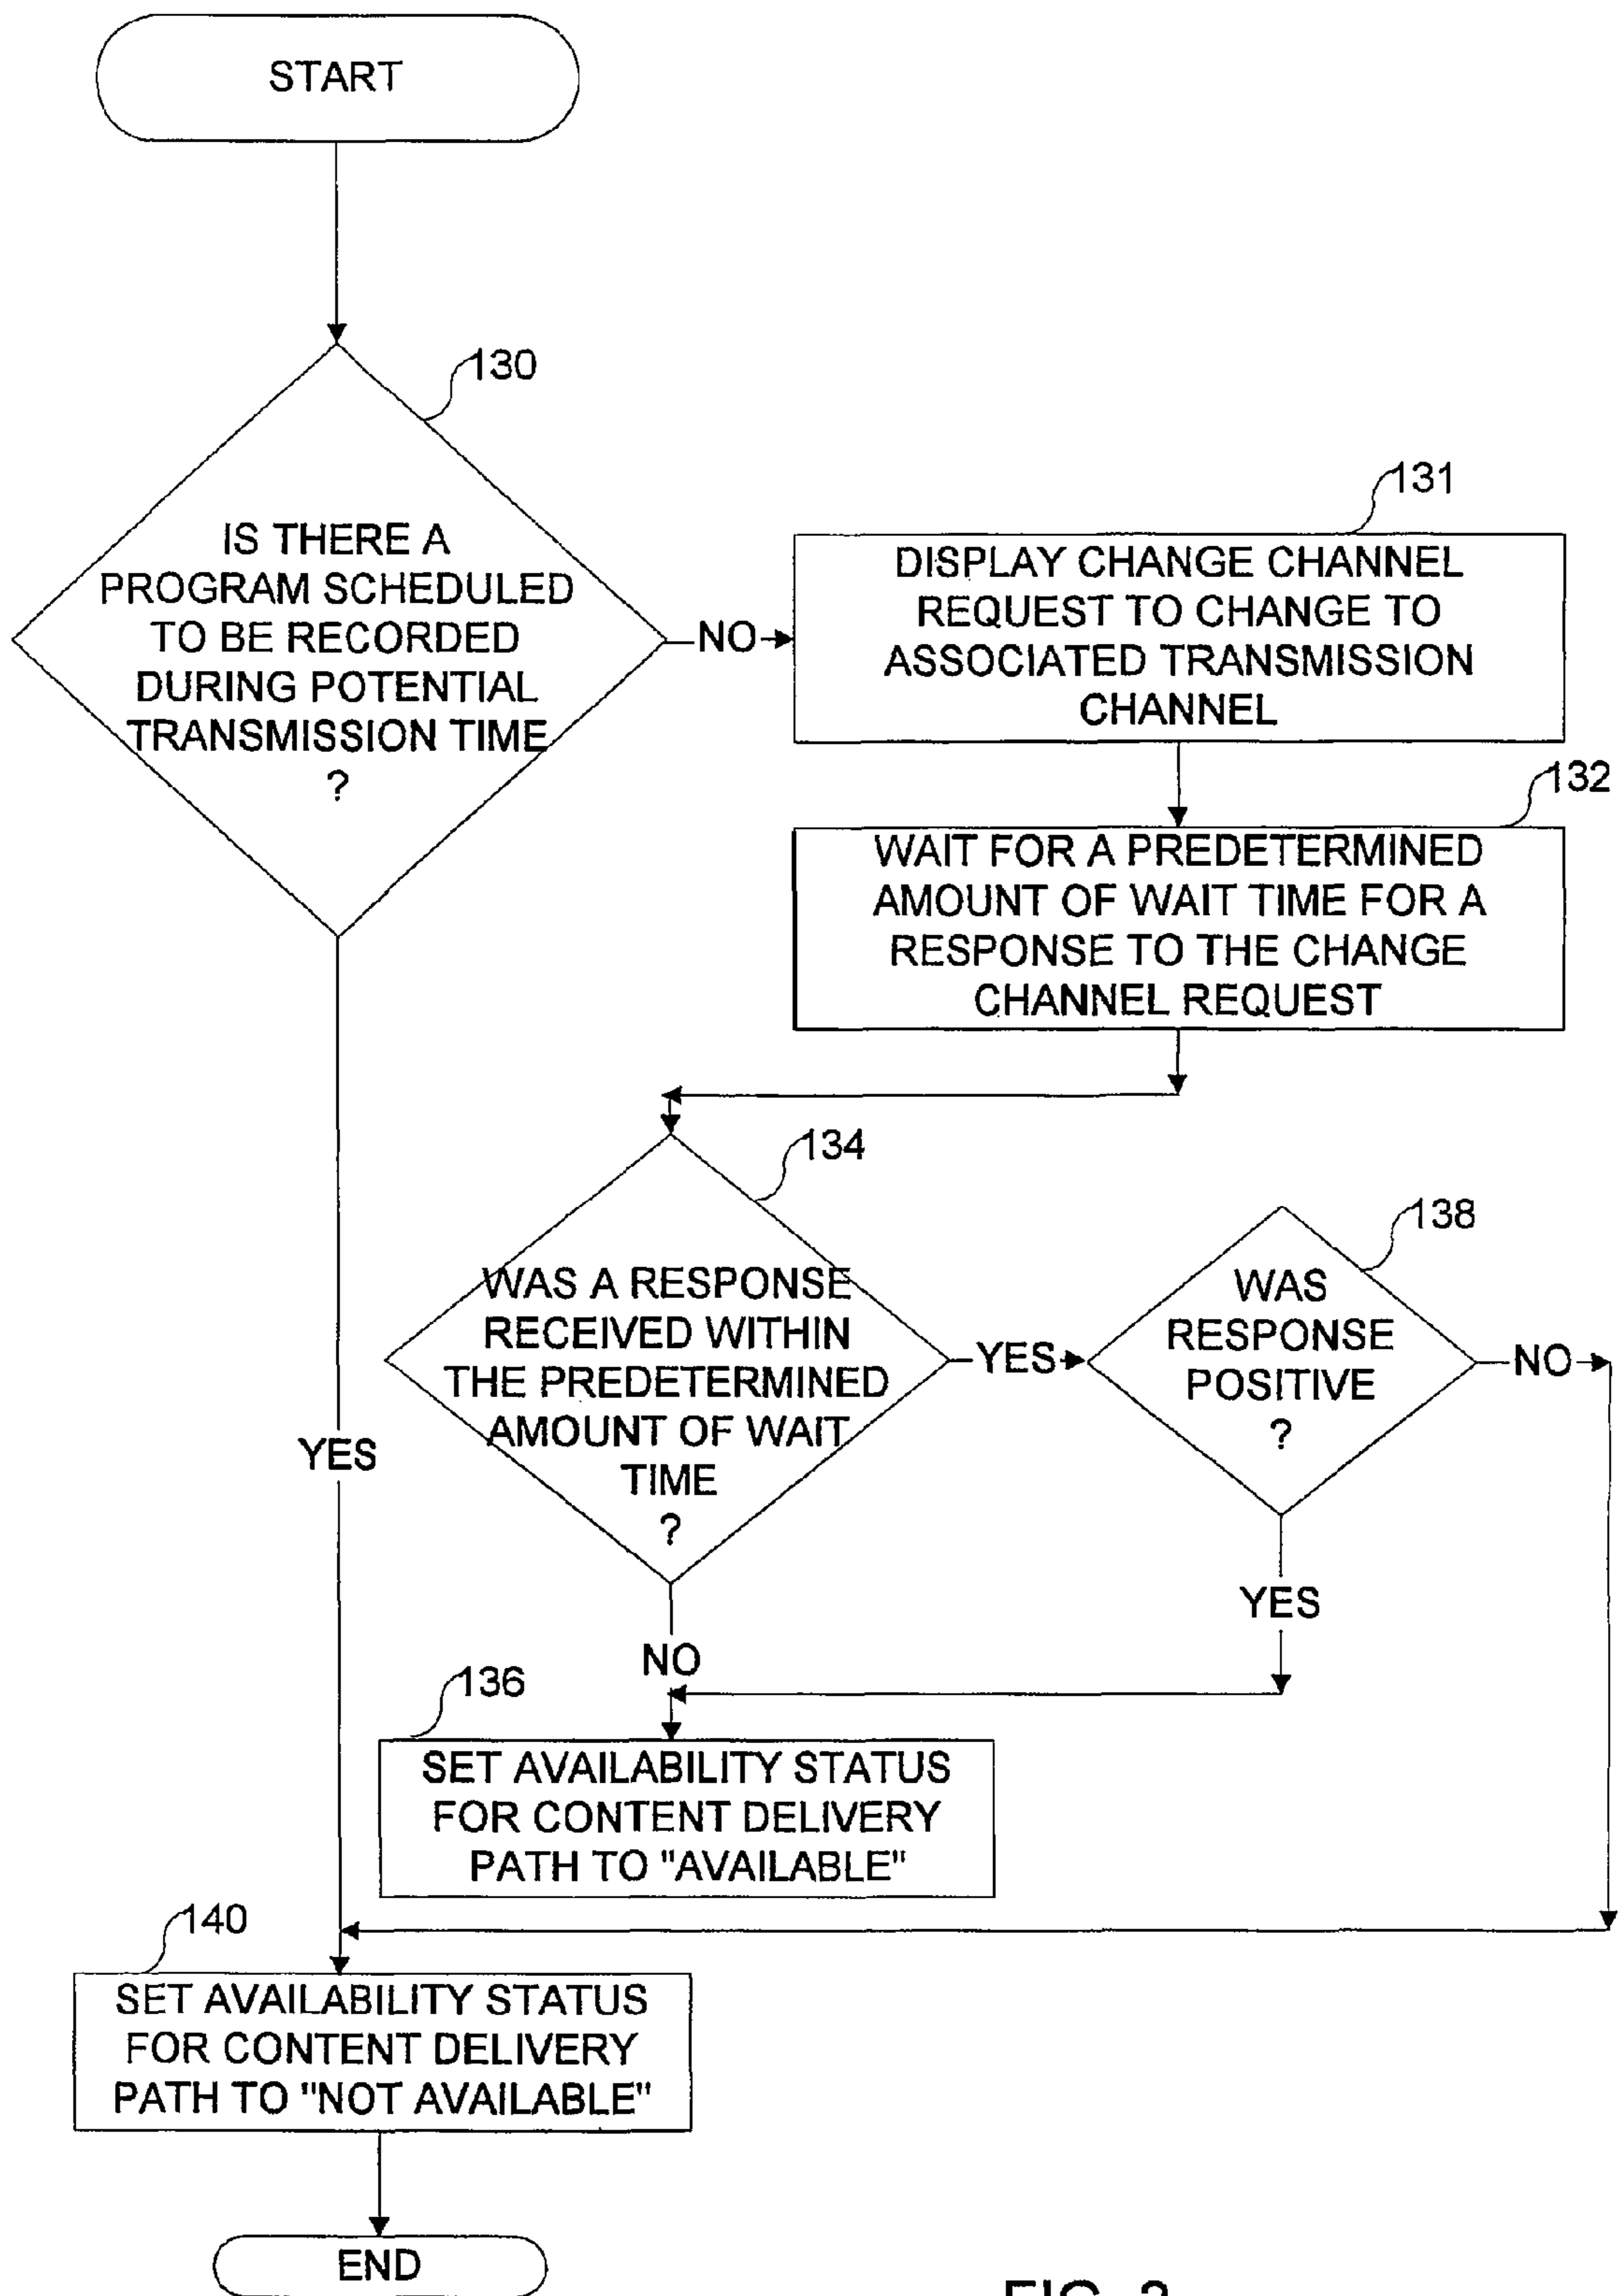 START
130
IS THERE A
PROGRAM SCHEDULED
TO BE RECORDED
DURING POTENTIAL
TRANSMISSION TIME
?
NO
131
DISPLAY CHANGE CHANNEL
REQUEST TO CHANGE TO
ASSOCIATED TRANSMISSION
CHANNEL
132
WAIT FOR A PREDETERMINED
AMOUNT OF WAIT TIME FOR A
RESPONSE TO THE CHANGE
CHANNEL REQUEST
134
WAS A RESPONSE
RECEIVED WITHIN
THE PREDETERMINED
AMOUNT OF WAIT
TIME
?
YES
138
WAS
RESPONSE
POSITIVE
?
NO
YES
YES
NO
136
SET AVAILABILITY STATUS
FOR CONTENT DELIVERY
PATH TO "AVAILABLE"
140
SET AVAILABILITY STATUS
FOR CONTENT DELIVERY
PATH TO "NOT AVAILABLE"
END